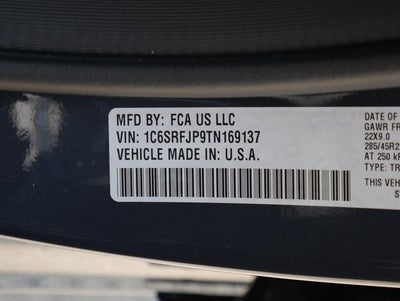 MFD BY: FCA US LLC
VIN: 1C6SRFJP9TN169137
VEHICLE MADE IN: U.S.A.
DATE OF
GAWR FR
22X9.0
285/45R2
AT 250 kP
TYPE: TR
THIS VEH